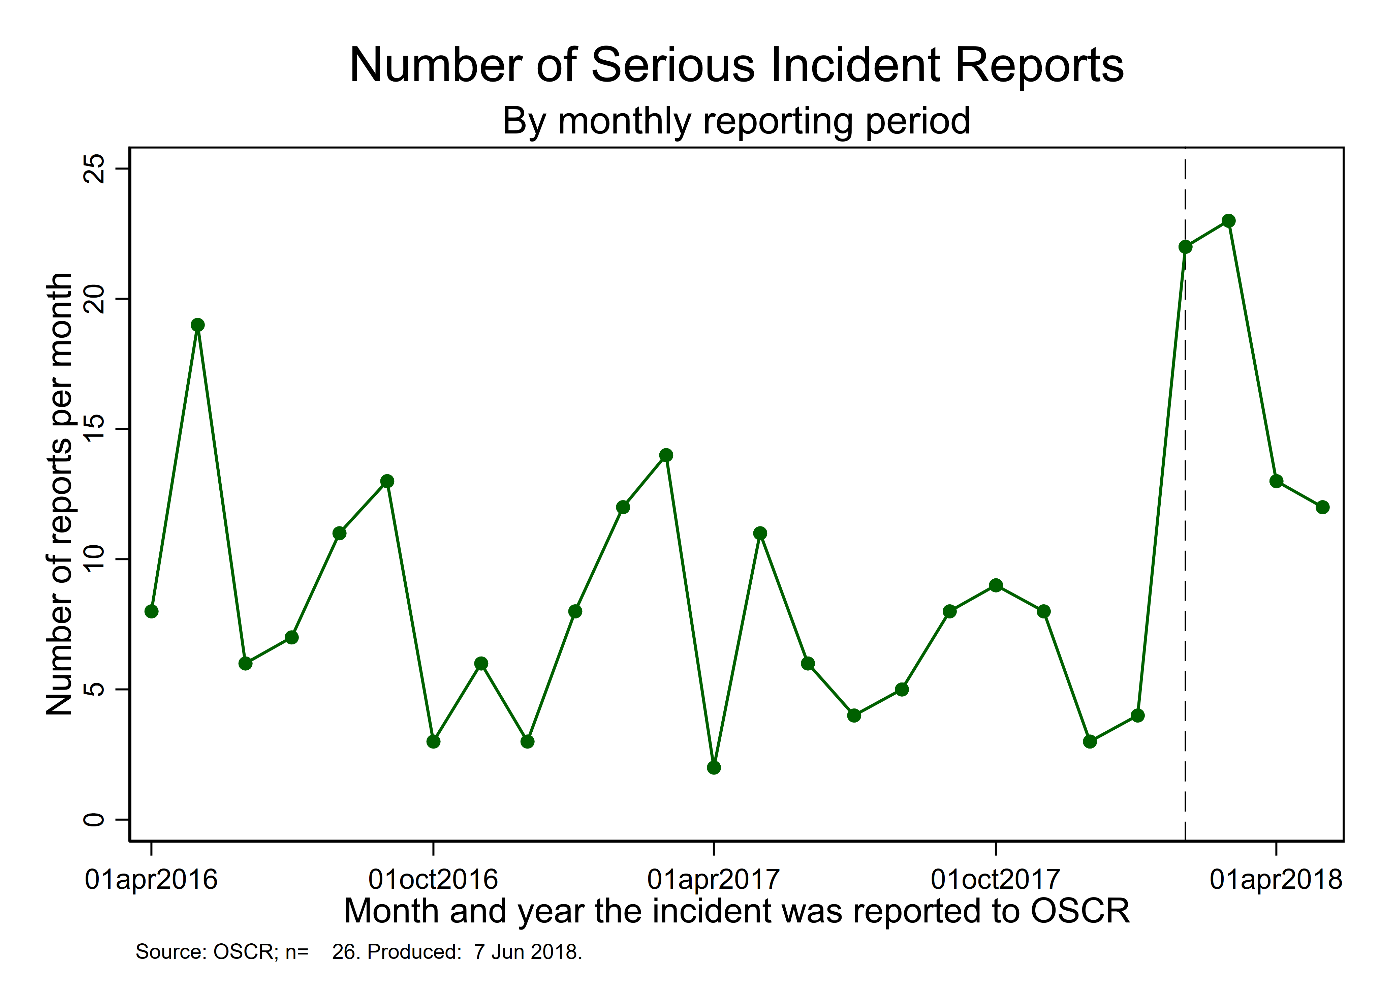 Number of Serious Incident Reports
By monthly reporting period
Number of reports per month
25
20
15
10
5
0
01apr2016 01oct2016 01apr2017 01oct2017 01apr2018
Month and year the incident was reported to OSCR
Source: OSCR; n= 26. Produced: 7 Jun 2018.